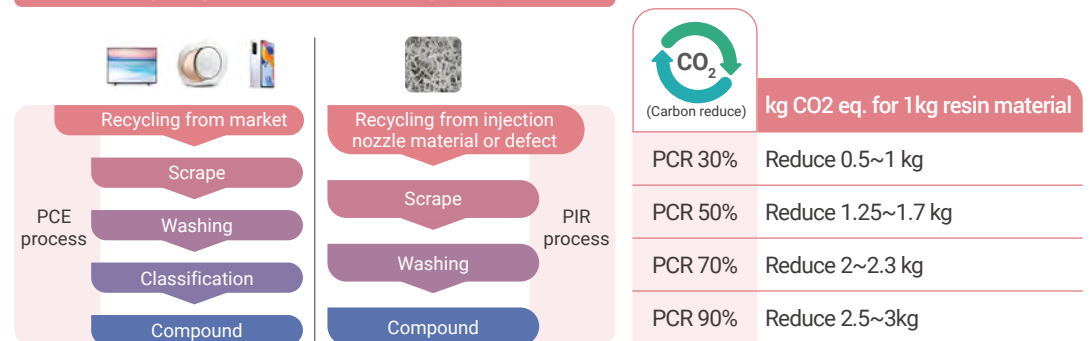 PCE
process
Recycling from market
Scrape
Washing
Classification
Compound
Recycling from injection
nozzle material or defect
Scrape
Washing
Compound
PIR
process
CO2
(Carbon reduce)
kg CO2 eq. for 1kg resin material
PCR 30%
Reduce 0.5~1 kg
PCR 50%
Reduce 1.25~1.7 kg
PCR 70%
Reduce 2~2.3 kg
PCR 90%
Reduce 2.5~3kg